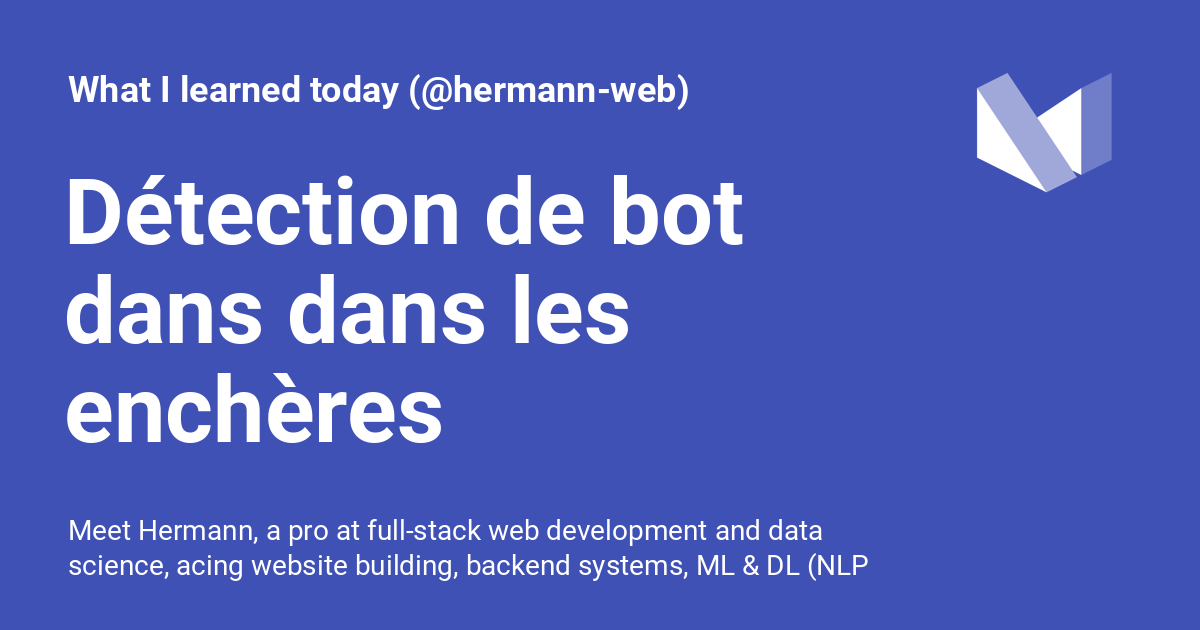 What I learned today (@hermann-web)
Détection de bot
dans dans les
enchères
Meet Hermann, a pro at full-stack web development and data
science, acing website building, backend systems, ML & DL (NLP